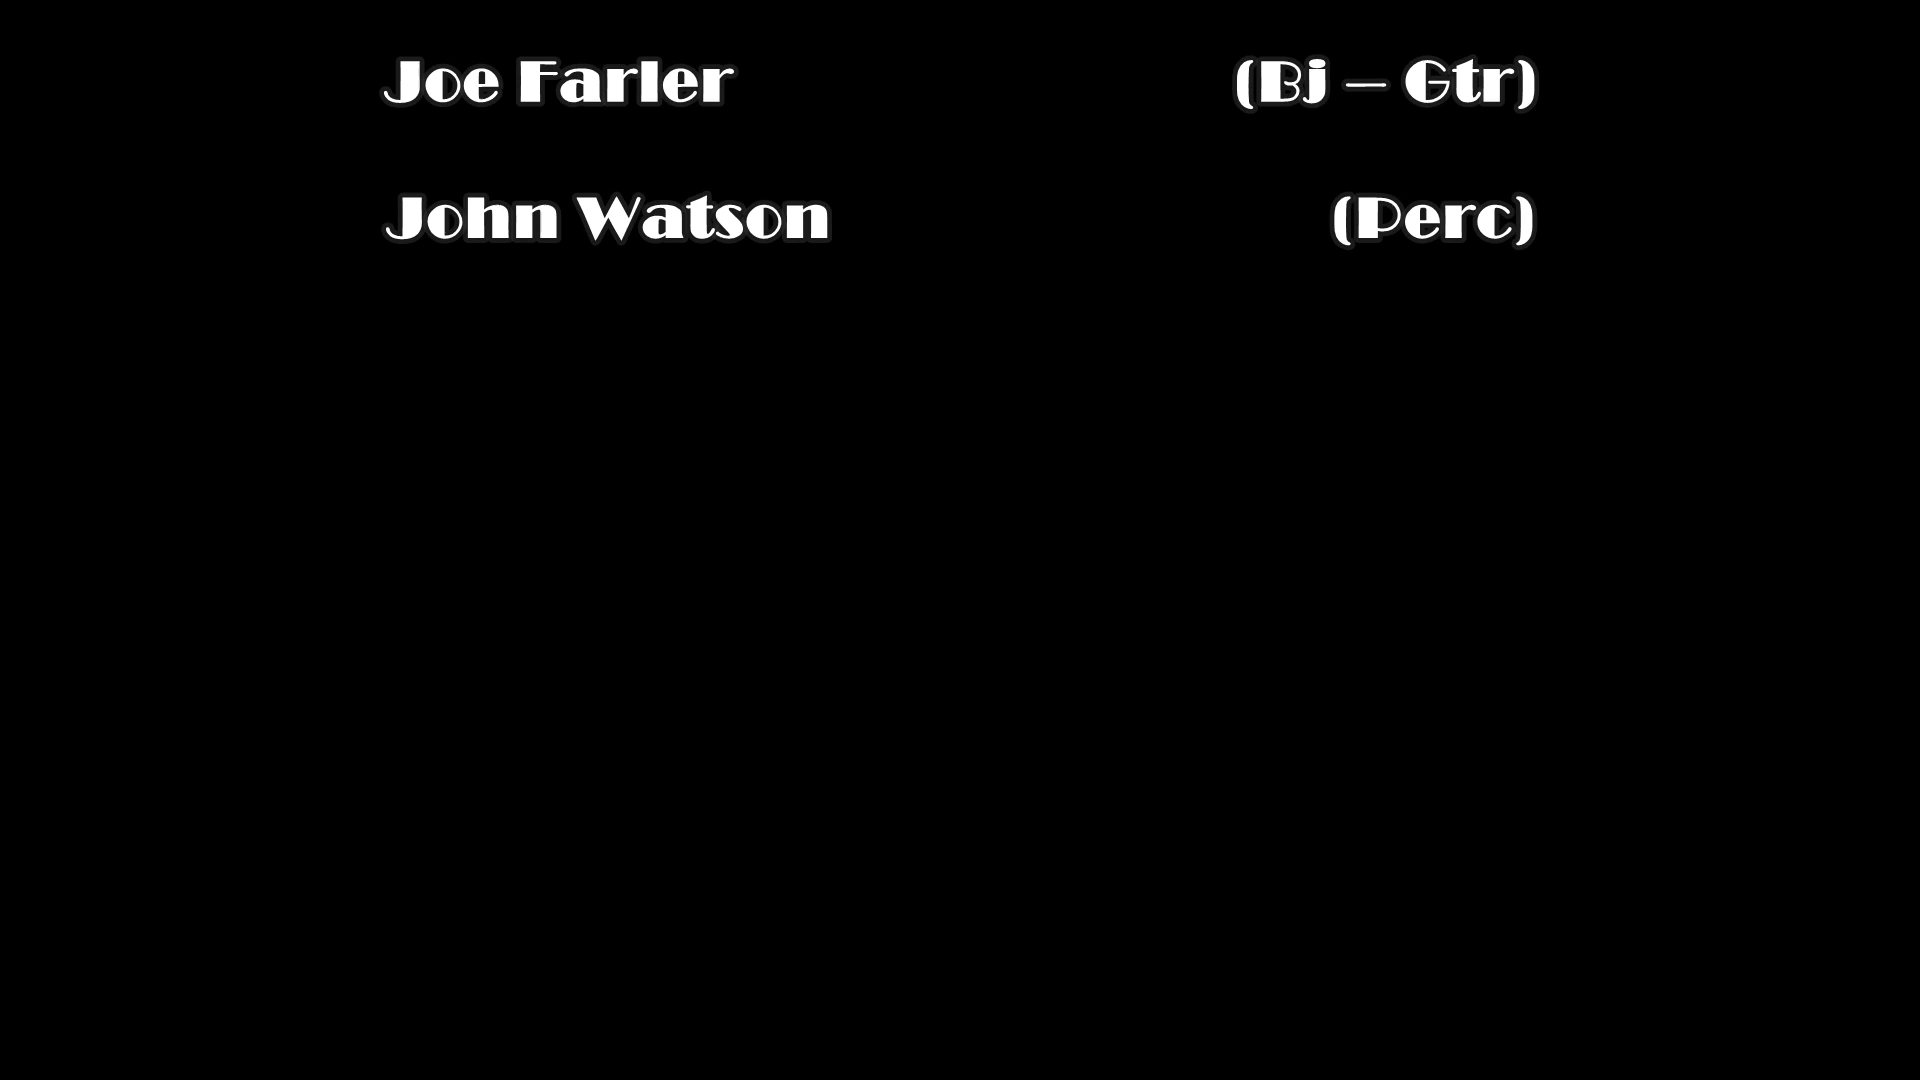 Joe Farler (Bj – Gtr)
John Watson (Perc)